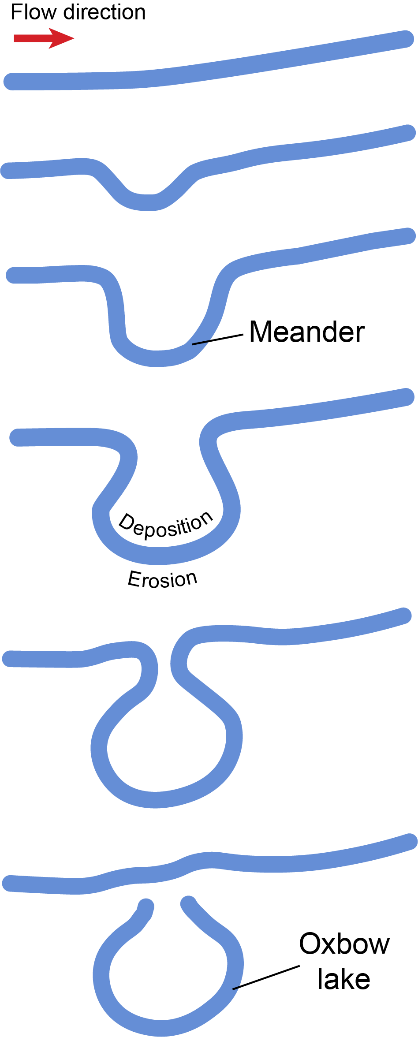 Flow direction
Meander
Deposition
Erosion
Oxbow
lake